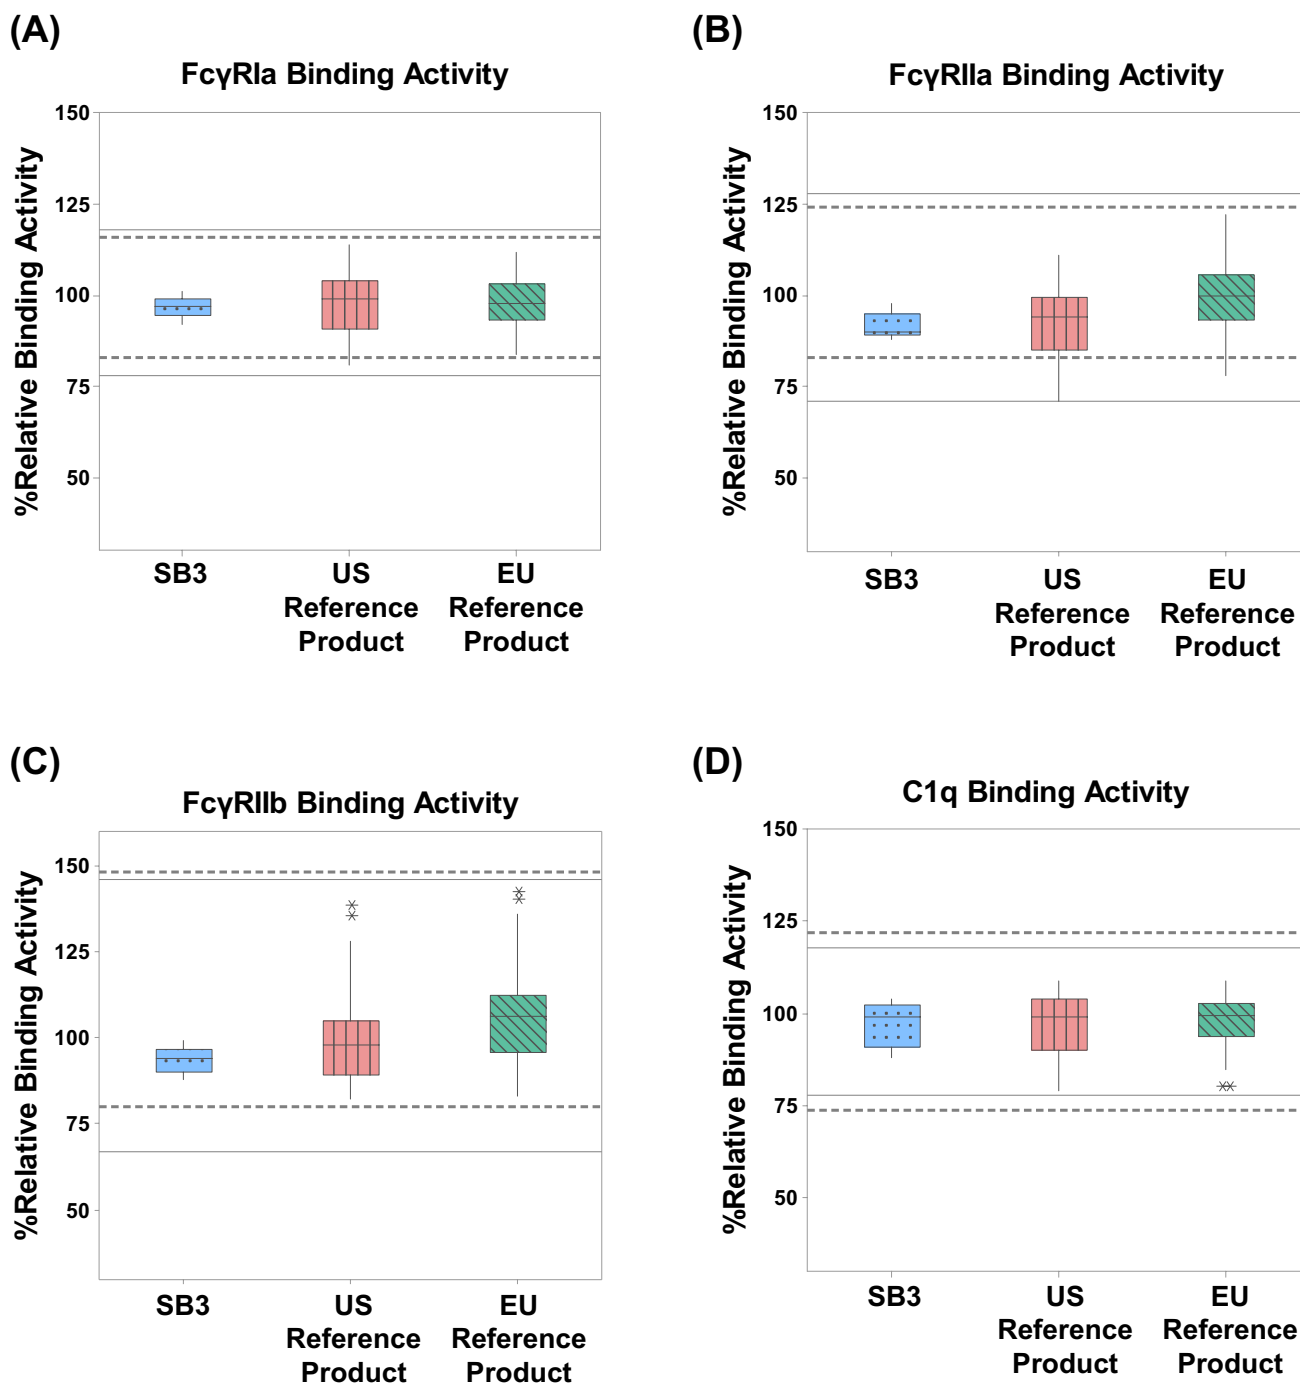 (A)
FcγRIa Binding Activity
%Relative Binding Activity
150
125
100
75
50
SB3
US
Reference
Product
EU
Reference
Product
(B)
FcγRIIa Binding Activity
%Relative Binding Activity
150
125
100
75
50
SB3
US
Reference
Product
EU
Reference
Product
(C)
FcγRIIb Binding Activity
%Relative Binding Activity
150
125
100
75
50
SB3
US
Reference
Product
EU
Reference
Product
(D)
C1q Binding Activity
%Relative Binding Activity
150
125
100
75
50
SB3
US
Reference
Product
EU
Reference
Product